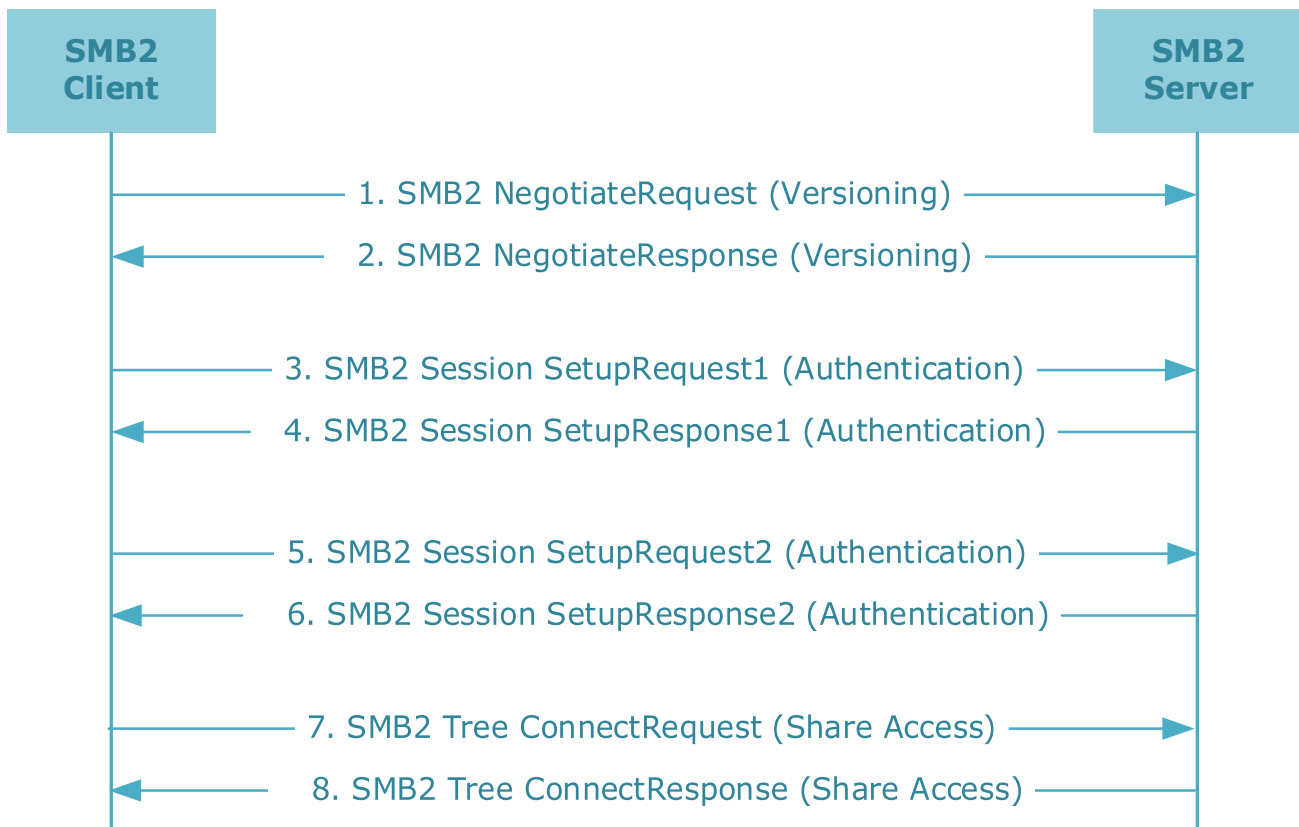 SMB2
Client
SMB2
Server
1. SMB2 NegotiateRequest (Versioning)
2. SMB2 NegotiateResponse (Versioning)
3. SMB2 Session SetupRequest1 (Authentication)
4. SMB2 Session SetupResponse1 (Authentication)
5. SMB2 Session SetupRequest2 (Authentication)
6. SMB2 Session SetupResponse2 (Authentication)
7. SMB2 Tree ConnectRequest (Share Access)
8. SMB2 Tree ConnectResponse (Share Access)